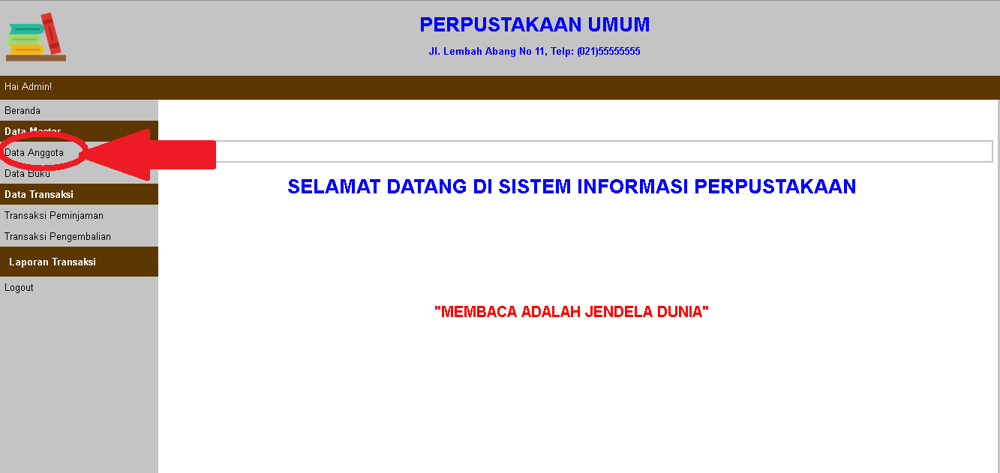 PERPUSTAKAAN UMUM
Jl. Lembah Abang No 11, Telp: (021)55555555
Hai Admin!
Beranda
Data Master
Data Anggota
Data Buku
Data Transaksi
Transaksi Peminjaman
Transaksi Pengembalian
Laporan Transaksi
Logout
SELAMAT DATANG DI SISTEM INFORMASI PERPUSTAKAAN
"MEMBACA ADALAH JENDELA DUNIA"